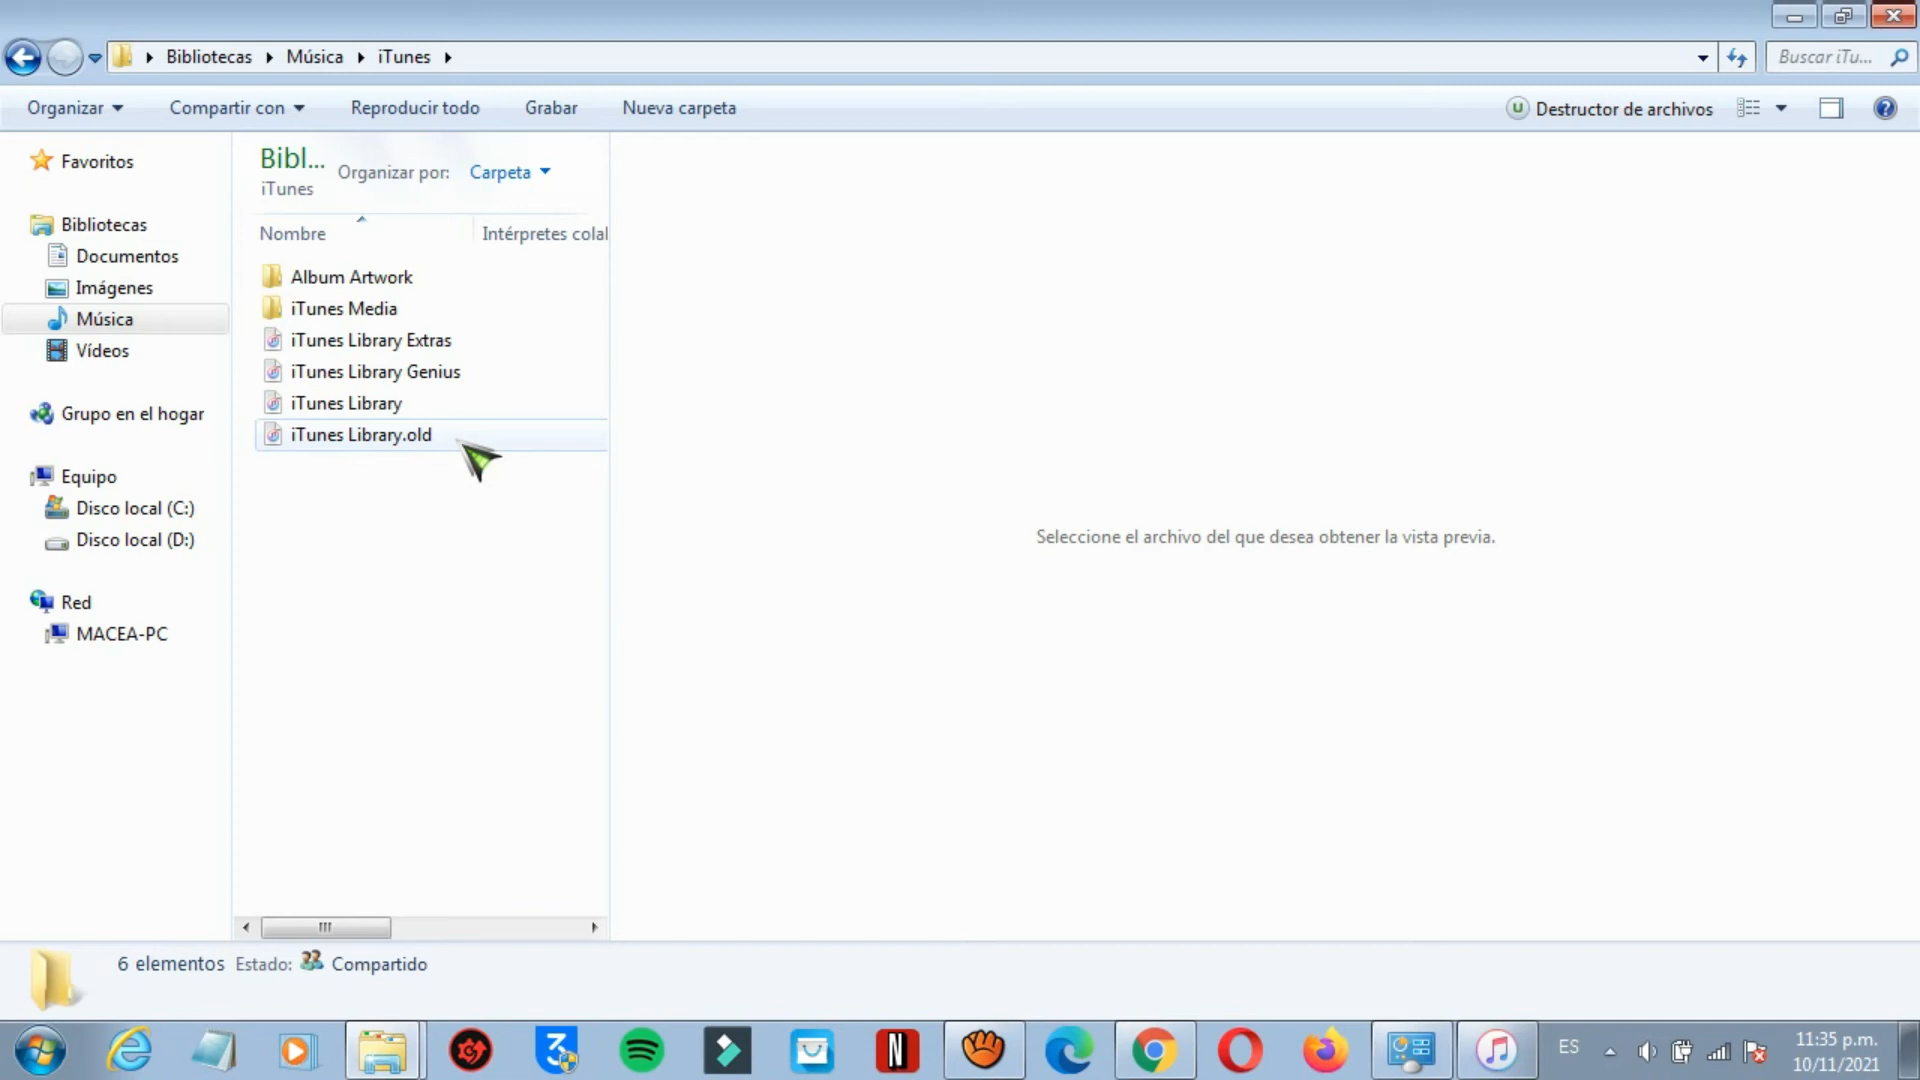 Bibliotecas Música iTunes
Buscar iTu...
Organizar Compartir con Reproducir todo Grabar Nueva carpeta
Destructor de archivos
Favoritos
Bibliotecas
Documentos
Imágenes
Música
Vídeos
Grupo en el hogar
Equipo
Disco local (C:)
Disco local (D:)
Red
MACEA-PC
Bibl...
iTunes
Organizar por: Carpeta
Nombre Intérpretes colal
Album Artwork
iTunes Media
iTunes Library Extras
iTunes Library Genius
iTunes Library
iTunes Library.old
Seleccione el archivo del que desea obtener la vista previa.
6 elementos Estado: Compartido
ES
11:35 p.m.
10/11/2021